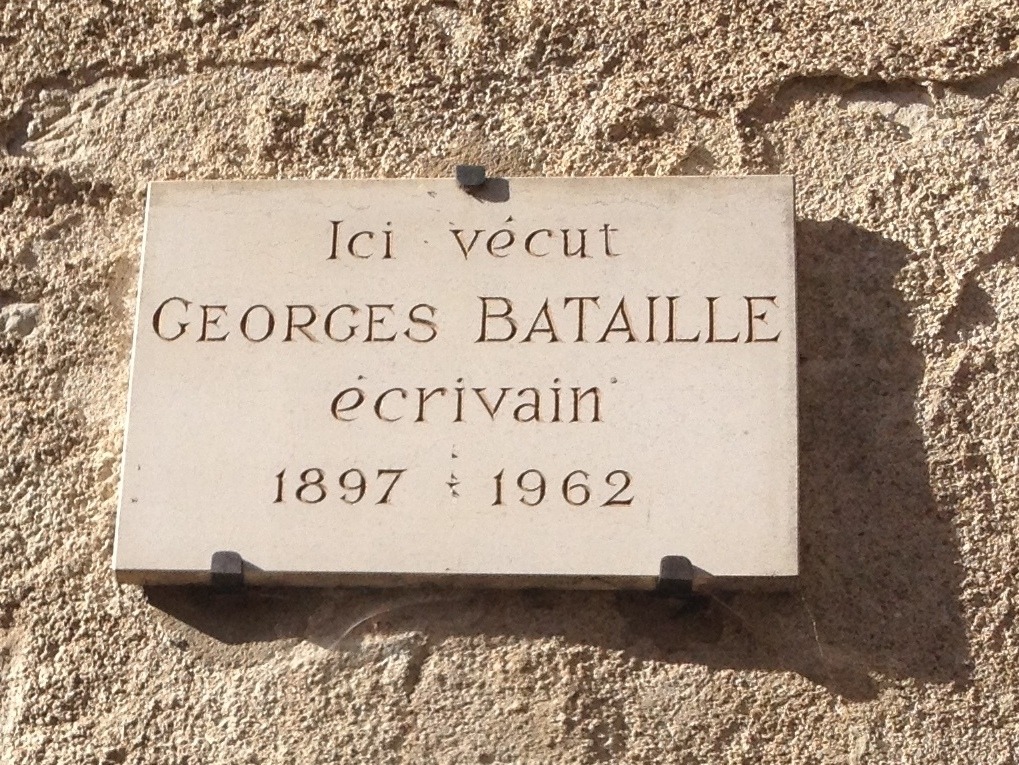 Ici vécut
GEORGES BATAILLE
écrivain
1897 - 1962